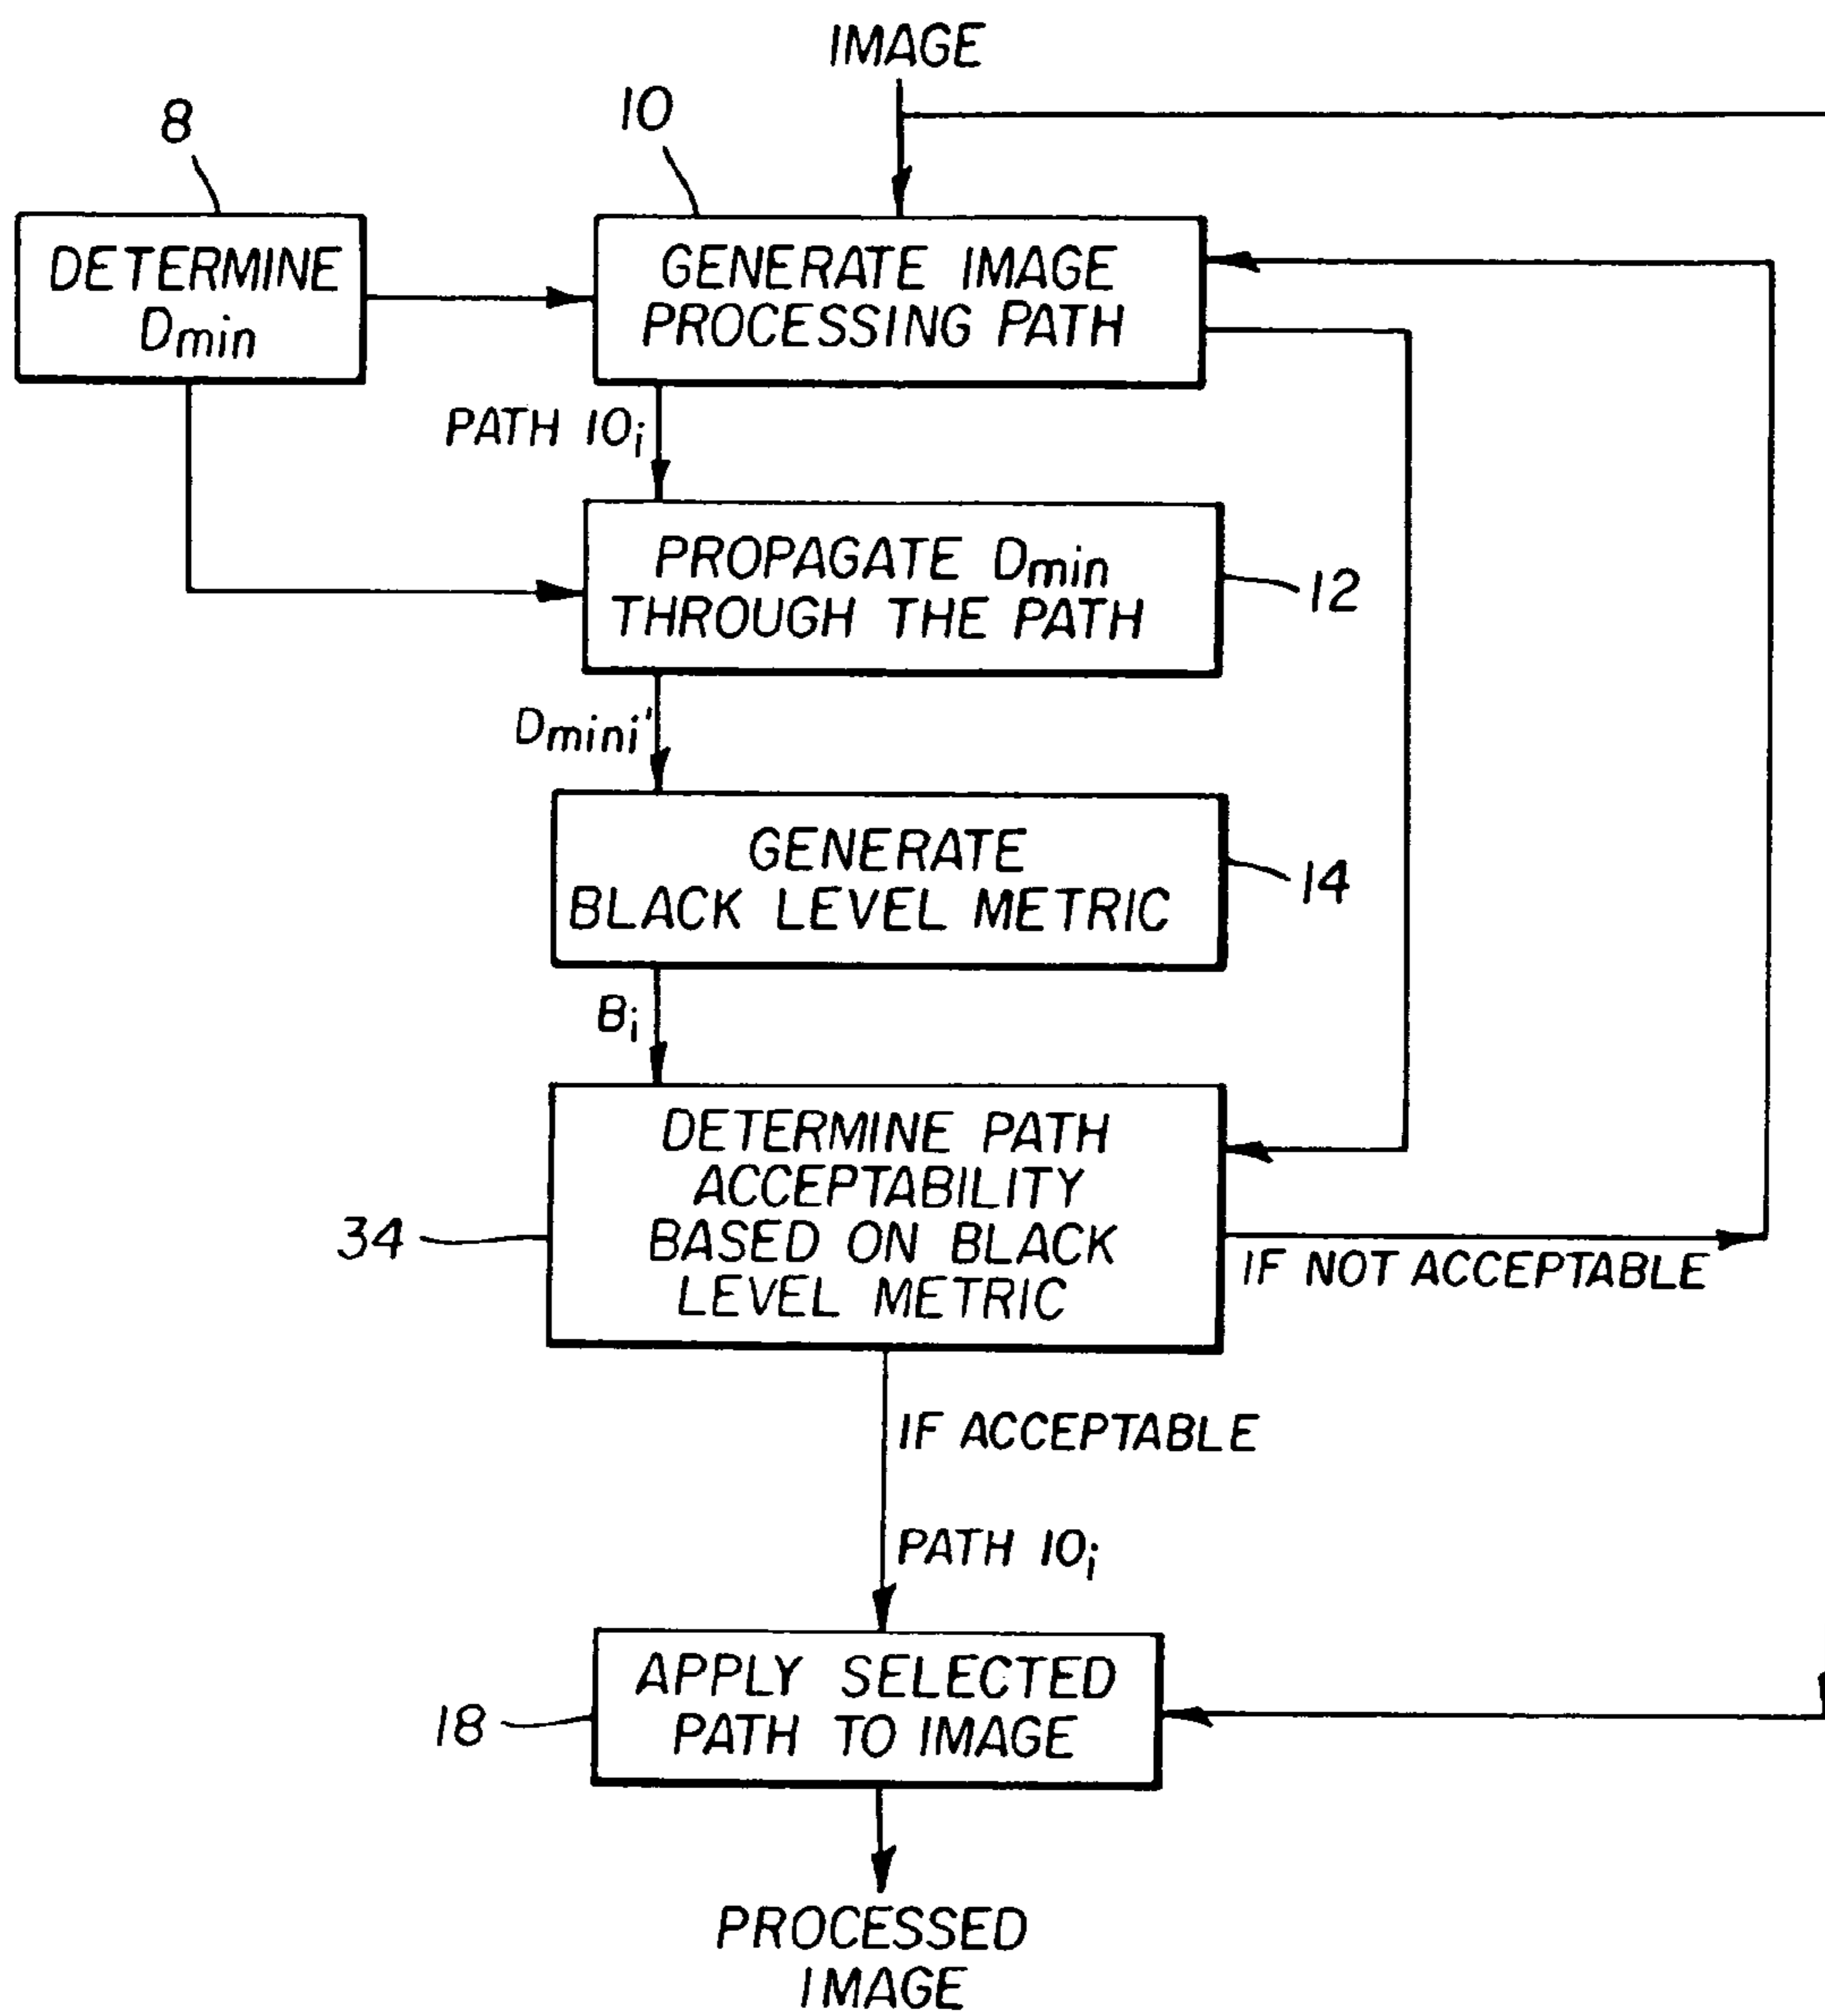 IMAGE
8
10
DETERMINE
Dmin
GENERATE IMAGE
PROCESSING PATH
PATH 10i
PROPAGATE Dmin
THROUGH THE PATH
12
Dmini'
GENERATE
BLACK LEVEL METRIC
14
Bi
DETERMINE PATH
ACCEPTABILITY
BASED ON BLACK
LEVEL METRIC
34
IF NOT ACCEPTABLE
IF ACCEPTABLE
PATH 10i
APPLY SELECTED
PATH TO IMAGE
18
PROCESSED
IMAGE